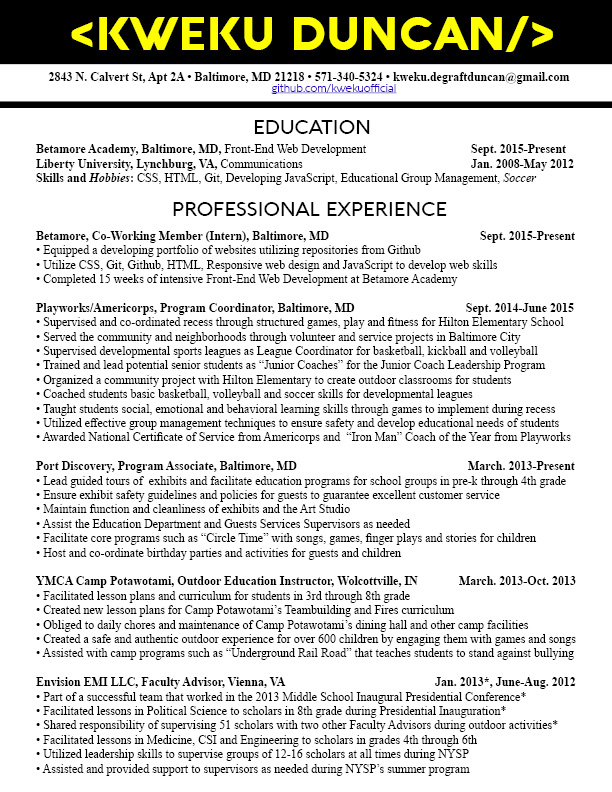 <KWEKU DUNCAN/>
2843 N. Calvert St, Apt 2A • Baltimore, MD 21218 • 571-340-5324 • kweku.degraftduncan@gmail.com
github.com/kwekuofficial
EDUCATION
Betamore Academy, Baltimore, MD, Front-End Web Development Sept. 2015-Present
Liberty University, Lynchburg, VA, Communications Jan. 2008-May 2012
Skills and Hobbies: CSS, HTML, Git, Developing JavaScript, Educational Group Management, Soccer
PROFESSIONAL EXPERIENCE
Betamore, Co-Working Member (Intern), Baltimore, MD Sept. 2015-Present
• Equipped a developing portfolio of websites utilizing repositories from Github
• Utilize CSS, Git, Github, HTML, Responsive web design and JavaScript to develop web skills
• Completed 15 weeks of intensive Front-End Web Development at Betamore Academy
Playworks/Americorps, Program Coordinator, Baltimore, MD Sept. 2014-June 2015
• Supervised and co-ordinated recess through structured games, play and fitness for Hilton Elementary School
• Served the community and neighborhoods through volunteer and service projects in Baltimore City
• Supervised developmental sports leagues as League Coordinator for basketball, kickball and volleyball
• Trained and lead potential senior students as “Junior Coaches” for the Junior Coach Leadership Program
• Organized a community project with Hilton Elementary to create outdoor classrooms for students
• Coached students basic basketball, volleyball and soccer skills for developmental leagues
• Taught students social, emotional and behavioral learning skills through games to implement during recess
• Utilized effective group management techniques to ensure safety and develop educational needs of students
• Awarded National Certificate of Service from Americorps and “Iron Man” Coach of the Year from Playworks
Port Discovery, Program Associate, Baltimore, MD March. 2013-Present
• Lead guided tours of exhibits and facilitate education programs for school groups in pre-k through 4th grade
• Ensure exhibit safety guidelines and policies for guests to guarantee excellent customer service
• Maintain function and cleanliness of exhibits and the Art Studio
• Assist the Education Department and Guests Services Supervisors as needed
• Facilitate core programs such as “Circle Time” with songs, games, finger plays and stories for children
• Host and co-ordinate birthday parties and activities for guests and children
YMCA Camp Potawotami, Outdoor Education Instructor, Wolcottville, IN March. 2013-Oct. 2013
• Facilitated lesson plans and curriculum for students in 3rd through 8th grade
• Created new lesson plans for Camp Potawotami’s Teambuilding and Fires curriculum
• Obliged to daily chores and maintenance of Camp Potawotami’s dining hall and other camp facilities
• Created a safe and authentic outdoor experience for over 600 children by engaging them with games and songs
• Assisted with camp programs such as “Underground Rail Road” that teaches students to stand against bullying
Envision EMI LLC, Faculty Advisor, Vienna, VA Jan. 2013*, June-Aug. 2012
• Part of a successful team that worked in the 2013 Middle School Inaugural Presidential Conference*
• Facilitated lessons in Political Science to scholars in 8th grade during Presidential Inauguration*
• Shared responsibility of supervising 51 scholars with two other Faculty Advisors during outdoor activities*
• Facilitated lessons in Medicine, CSI and Engineering to scholars in grades 4th through 6th
• Utilized leadership skills to supervise groups of 12-16 scholars at all times during NYSP
• Assisted and provided support to supervisors as needed during NYSP’s summer program